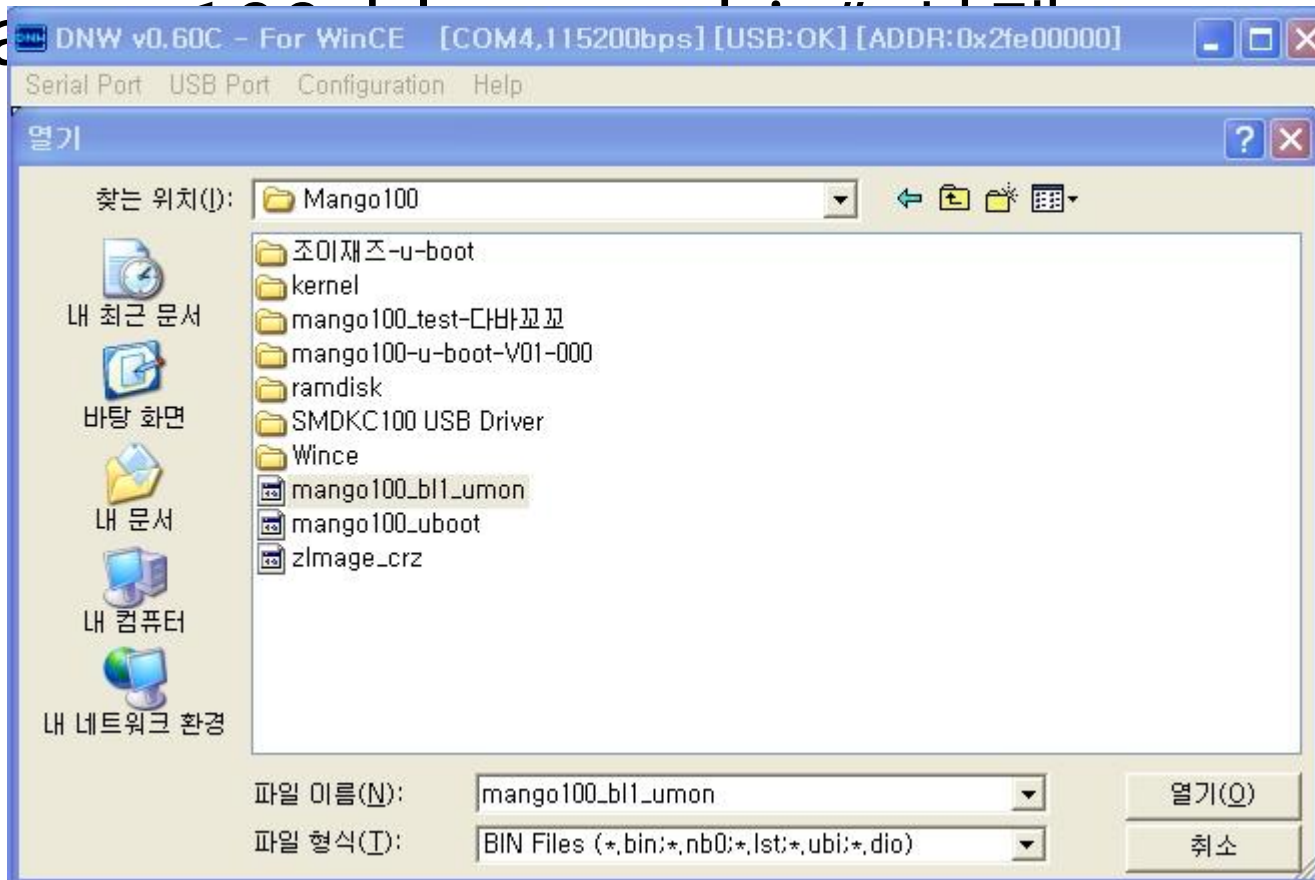 DNW v0.60C - For WinCE [COM4,115200bps] [USB:OK] [ADDR:0x2fe00000]
Serial Port USB Port Configuration Help
열기
찾는 위치(I): Mango100
조이재즈-u-boot
kernel
mango100_test-다바꼬꼬
mango100-u-boot-V01-000
ramdisk
SMDKC100 USB Driver
Wince
mango100_bl1_umon
mango100_uboot
zImage_crz
내 최근 문서
바탕 화면
내 문서
내 컴퓨터
내 네트워크 환경
파일 이름(N): mango100_bl1_umon 열기(O)
파일 형식(T): BIN Files (*.bin;*.nb0;*.lst;*.ubi;*.dio) 취소